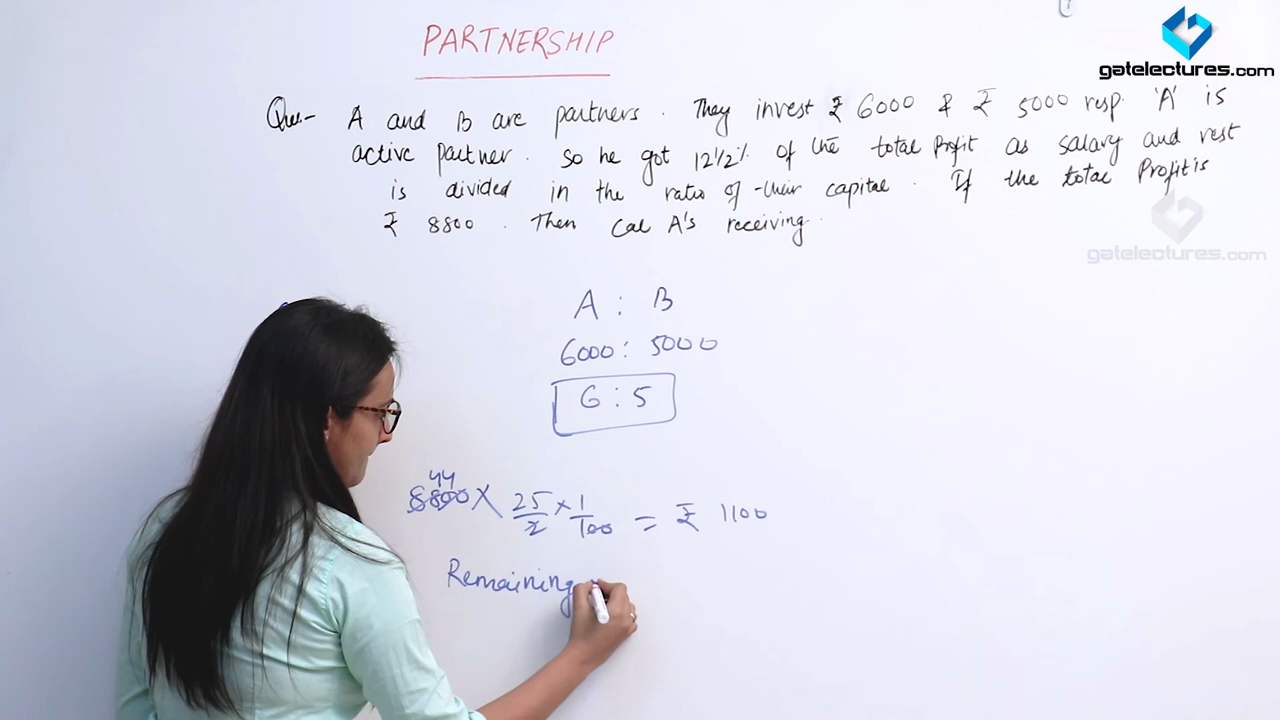 PARTNERSHIP
gatelectures.com
Que:- A and B are partners. They invest ₹ 6000 & ₹ 5000 resp. 'A' is
active partner. So he got 12 1/2 % of the total Profit as salary and rest
is divided in the ratio of their capital. If the total Profit is
₹ 8800. Then Cal A's receiving.
gatelectures.com
A : B
6000 : 5000
6 : 5
44
8800 × 25/2 × 1/100 = ₹ 1100
Remaining